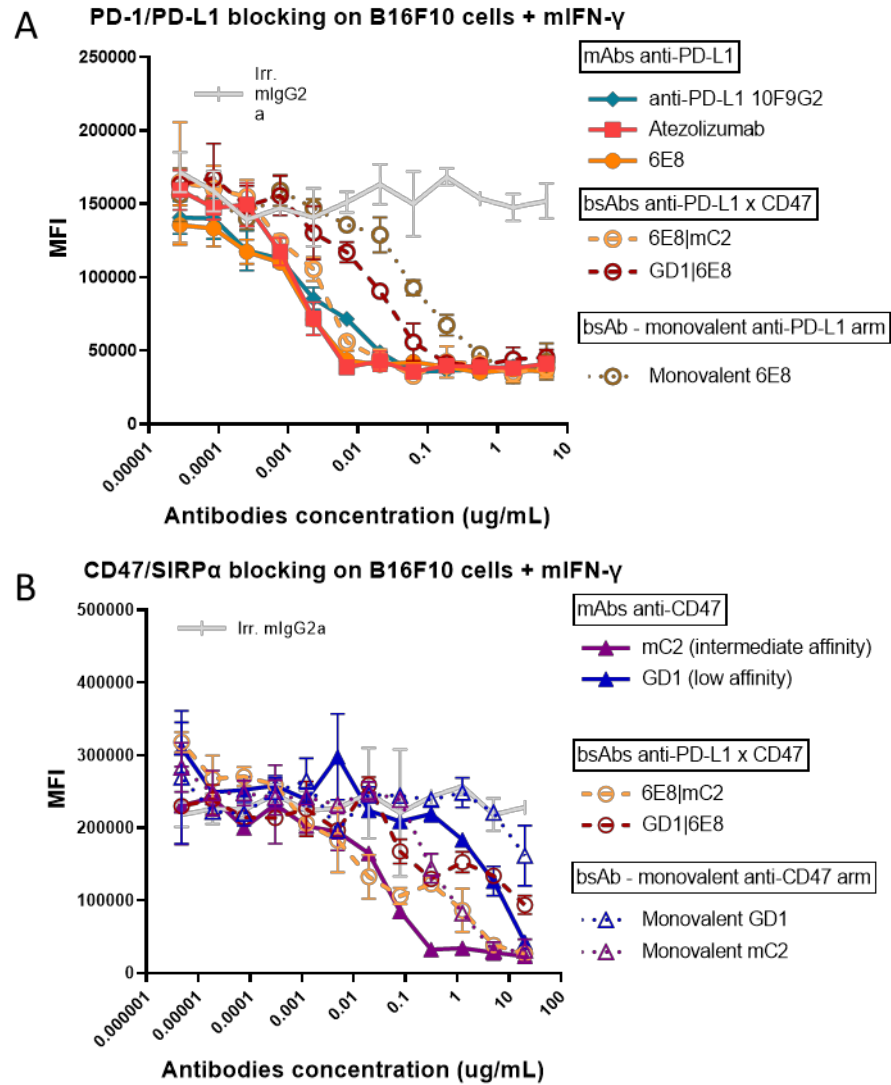 A
PD-1/PD-L1 blocking on B16F10 cells + mIFN-γ
250000
200000
150000
100000
50000
0
MFI
Irr.
mIgG2
a
0.00001
0.0001
0.001
0.01
0.1
1
10
Antibodies concentration (ug/mL)
mAbs anti-PD-L1
anti-PD-L1 10F9G2
Atezolizumab
6E8
bsAbs anti-PD-L1 x CD47
6E8|mC2
GD1|6E8
bsAb - monovalent anti-PD-L1 arm
Monovalent 6E8
B
CD47/SIRPα blocking on B16F10 cells + mIFN-γ
500000
400000
300000
200000
100000
0
MFI
Irr. mIgG2a
0.000001
0.00001
0.0001
0.001
0.01
0.1
1
10
100
Antibodies concentration (ug/mL)
mAbs anti-CD47
mC2 (intermediate affinity)
GD1 (low affinity)
bsAbs anti-PD-L1 x CD47
6E8|mC2
GD1|6E8
bsAb - monovalent anti-CD47 arm
Monovalent GD1
Monovalent mC2